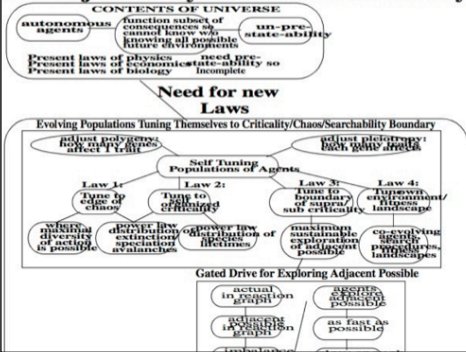 CONTENTS OF UNIVERSE
autonomous
agents
function subset of
consequences so
cannot know w/o
knowing all possible
future environments
un-pre-
state-ability
Present laws of physics
Present laws of economics
Present laws of biology
need pre-
state-ability so
Incomplete
Need for new
Laws
Evolving Populations Tuning Themselves to Criticality/Chaos/Searchability Boundary
adjust polygeny:
how many genes
affect 1 trait
adjust pleiotropy:
how many traits
each gene affects
Self Tuning
Populations of Agents
Law 1:
Tune to
edge of
chaos
Law 2:
Tune to
self
organized
criticality
Law 3:
Tune to
boundary
of supra/
sub criticality
Law 4:
Tune own
environment/
fitness
landscape
where
maximal
diversity
of action
is possible
power law
distribution of
extinction/
speciation
avalanches
power law
distribution of
species
lifetimes
maximum
sustainable
exploration
of adjacent
possible
co-evolving
agents,
search
procedures,
fitness
landscapes
Gated Drive for Exploring Adjacent Possible
actual
in reaction
graph
agents
explore
adjacent
possible
adjacent
possible
in reaction
graph
as fast as
possible
imbalance